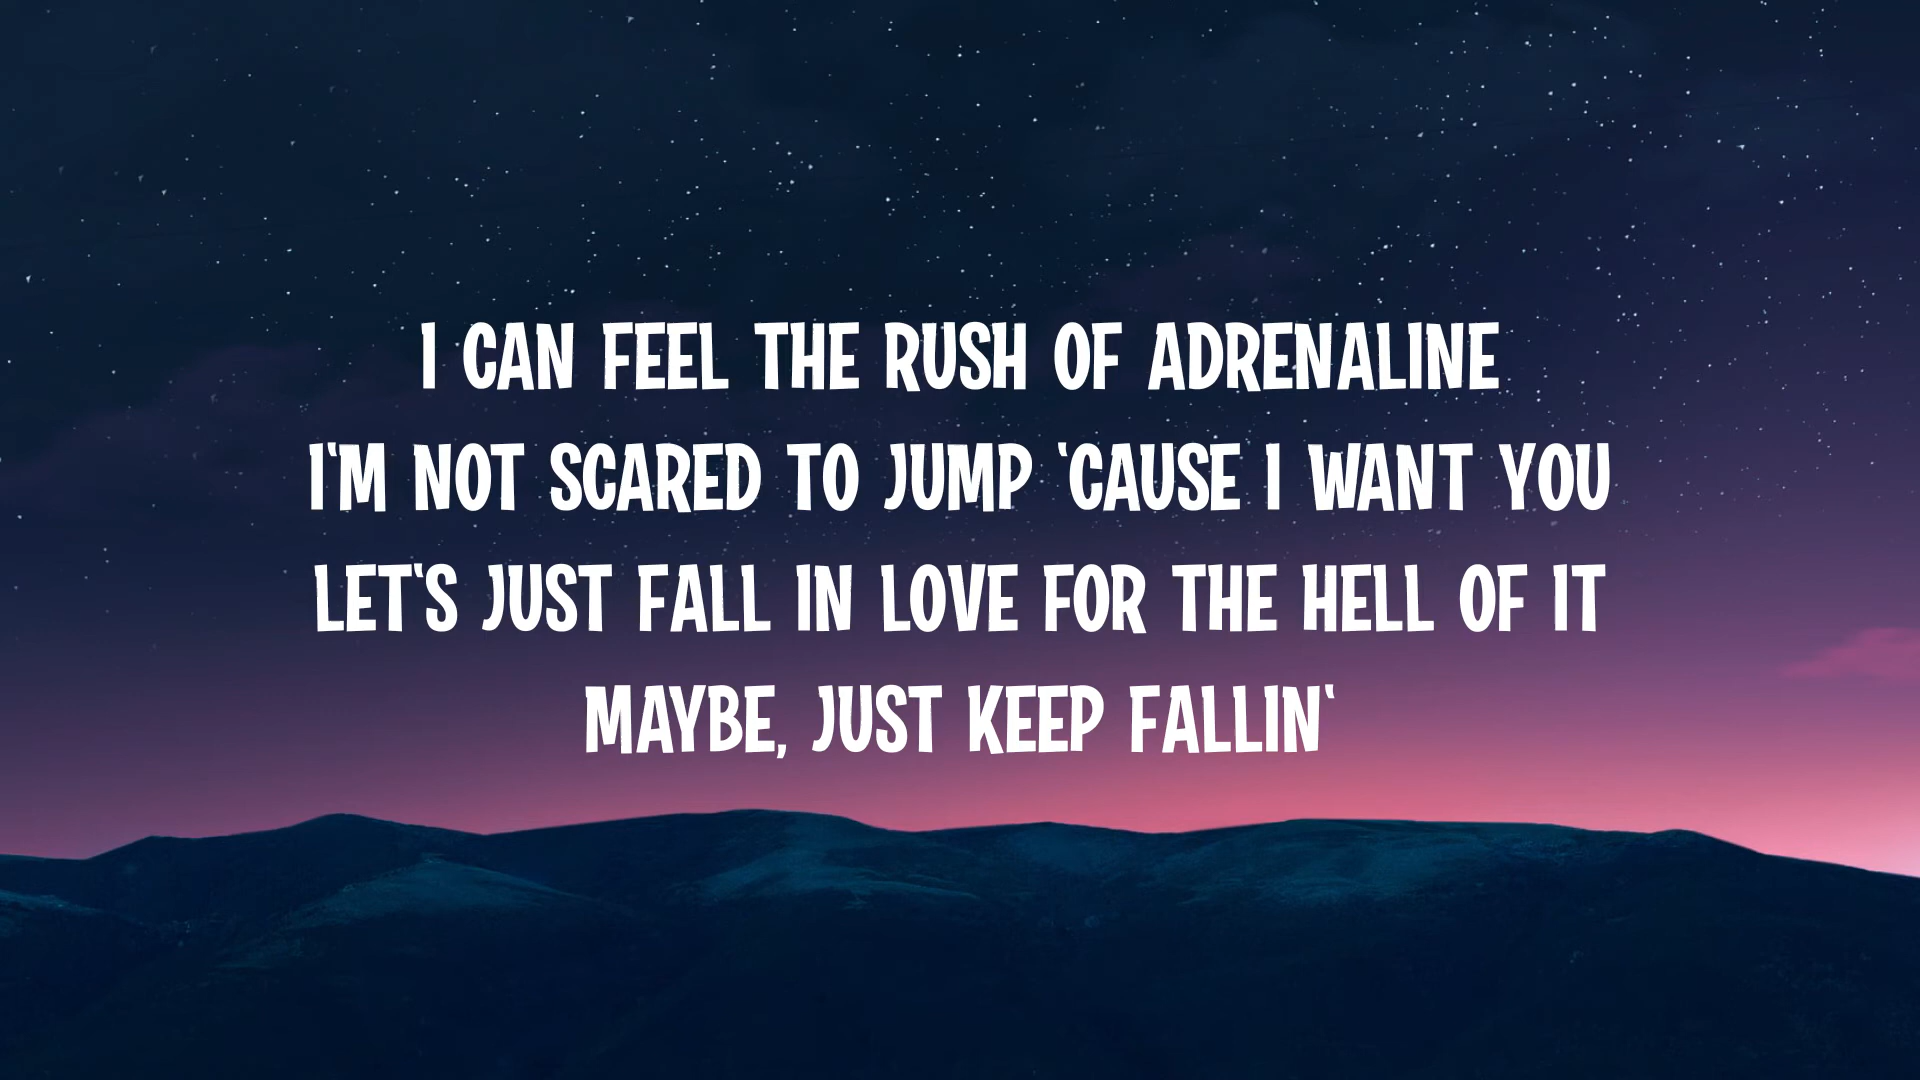 I CAN FEEL THE RUSH OF ADRENALINE
I'M NOT SCARED TO JUMP 'CAUSE I WANT YOU
LET'S JUST FALL IN LOVE FOR THE HELL OF IT
MAYBE, JUST KEEP FALLIN'